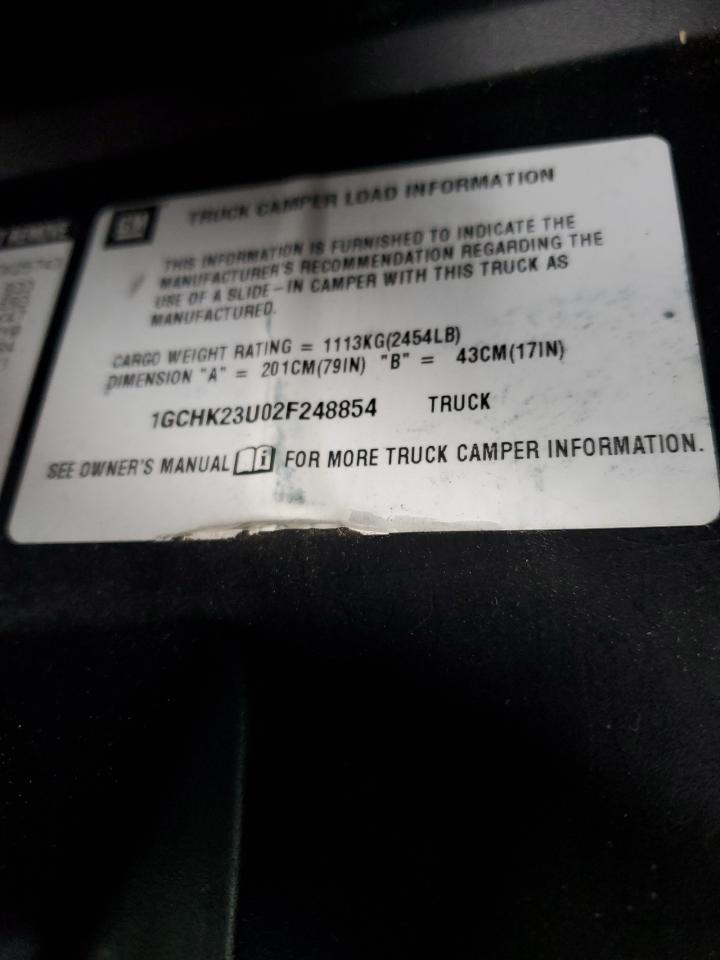 GM
TRUCK CAMPER LOAD INFORMATION
THIS INFORMATION IS FURNISHED TO INDICATE THE
MANUFACTURER'S RECOMMENDATION REGARDING THE
USE OF A SLIDE-IN CAMPER WITH THIS TRUCK AS
MANUFACTURED.
CARGO WEIGHT RATING = 1113KG(2454LB)
DIMENSION "A" = 201CM(79IN) "B" = 43CM(17IN)
1GCHK23U02F248854 TRUCK
SEE OWNER'S MANUAL FOR MORE TRUCK CAMPER INFORMATION.